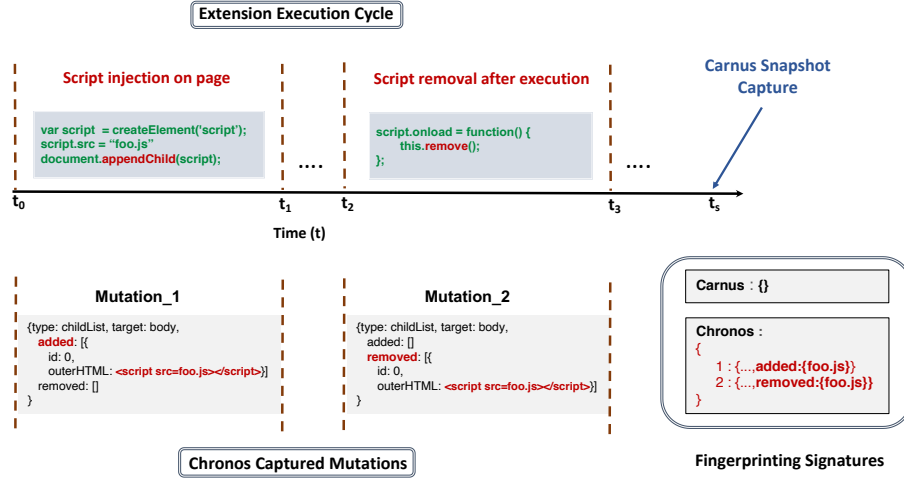 Extension Execution Cycle
Script injection on page
Script removal after execution
Carnus Snapshot
Capture
var script = createElement('script');
script.src = “foo.js”
document.appendChild(script);
....
script.onload = function() {
this.remove();
};
....
t0
t1
t2
t3
ts
Time (t)
Mutation_1
{type: childList, target: body,
added: [{
id: 0,
outerHTML: <script src=foo.js></script>}]
removed: []
}
Mutation_2
{type: childList, target: body,
added: []
removed: [{
id: 0,
outerHTML: <script src=foo.js></script>}]
}
Carnus : {}
Chronos :
{
1 : {...,added:{foo.js}}
2 : {...,removed:{foo.js}}
}
Chronos Captured Mutations
Fingerprinting Signatures